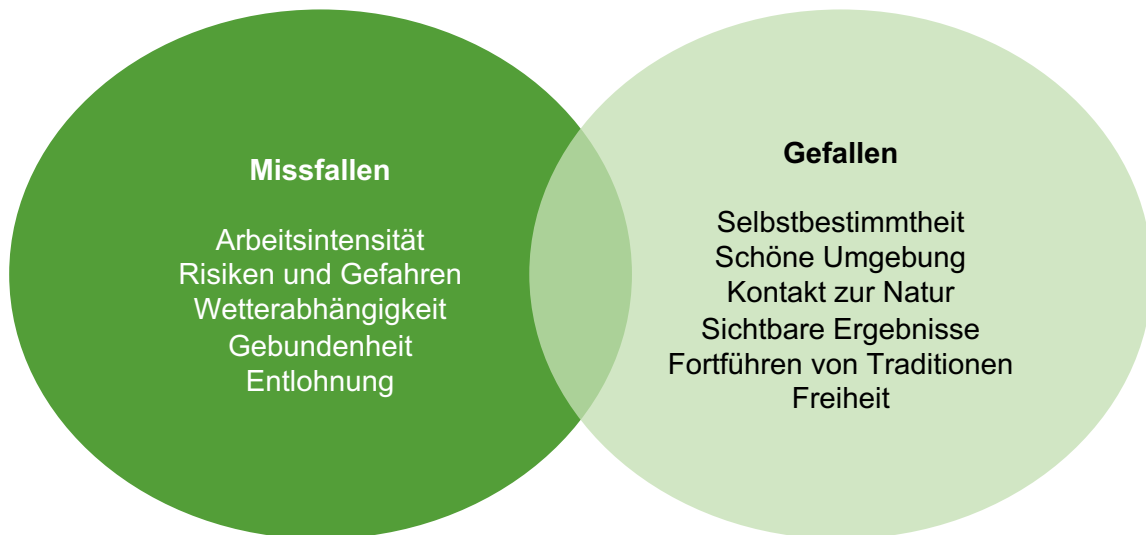 Missfallen
Arbeitsintensität
Risiken und Gefahren
Wetterabhängigkeit
Gebundenheit
Entlohnung
Gefallen
Selbstbestimmtheit
Schöne Umgebung
Kontakt zur Natur
Sichtbare Ergebnisse
Fortführen von Traditionen
Freiheit